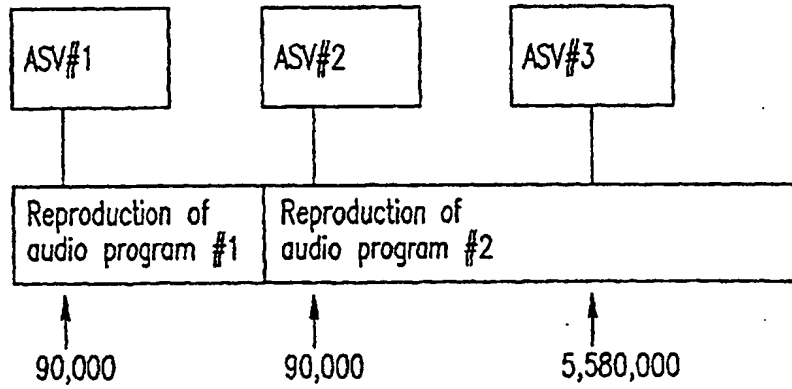 ASV#1
ASV#2
ASV#3
Reproduction of
audio program #1
Reproduction of
audio program #2
90,000
90,000
5,580,000